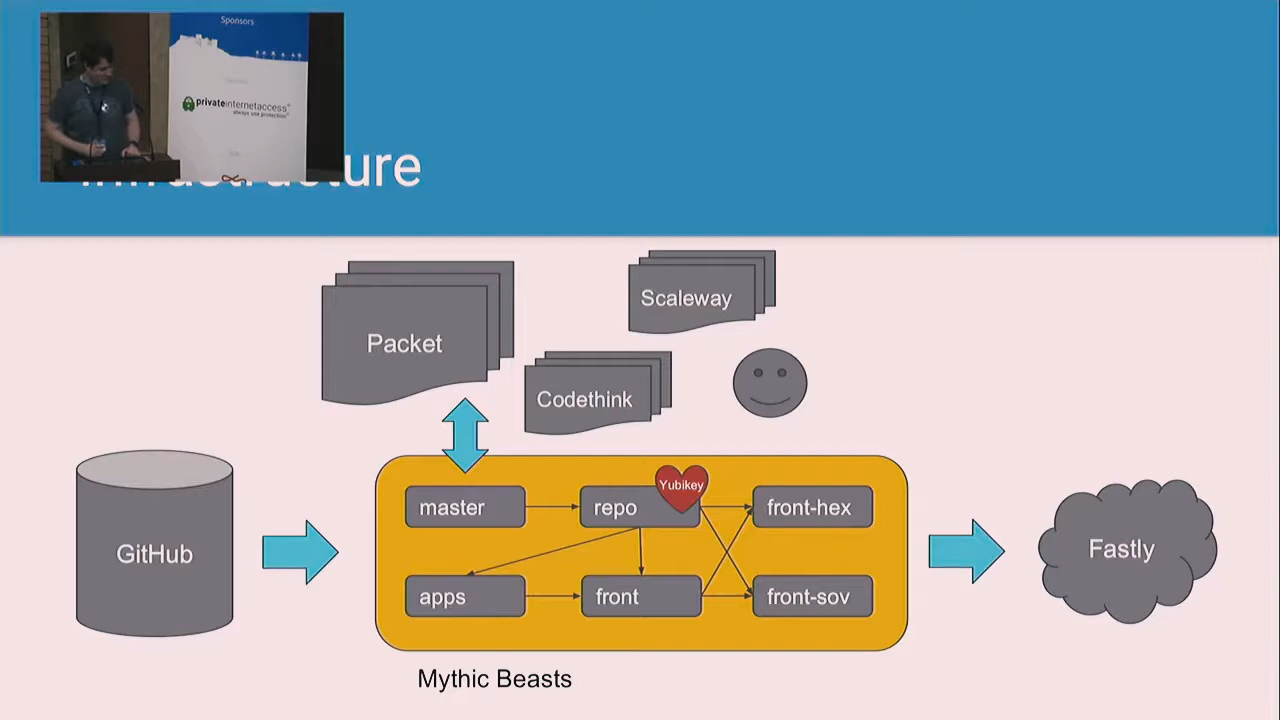 Sponsors
privateinternetaccess
always use protection
Infrastructure
Packet
Scaleway
Codethink
GitHub
master
repo
Yubikey
front-hex
apps
front
front-sov
Fastly
Mythic Beasts